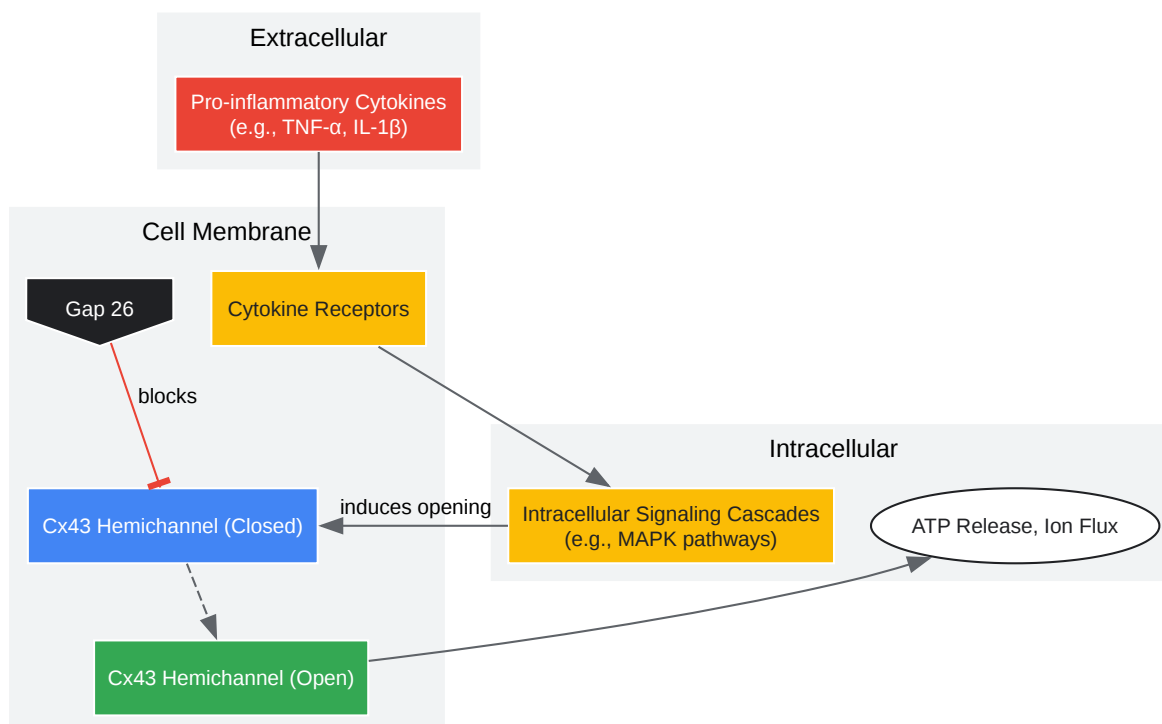 Extracellular
Pro-inflammatory Cytokines
(e.g., TNF-α, IL-1β)
Cell Membrane
Gap 26
Cytokine Receptors
blocks
Intracellular
Cx43 Hemichannel (Closed)
induces opening
Intracellular Signaling Cascades
(e.g., MAPK pathways)
ATP Release, Ion Flux
Cx43 Hemichannel (Open)